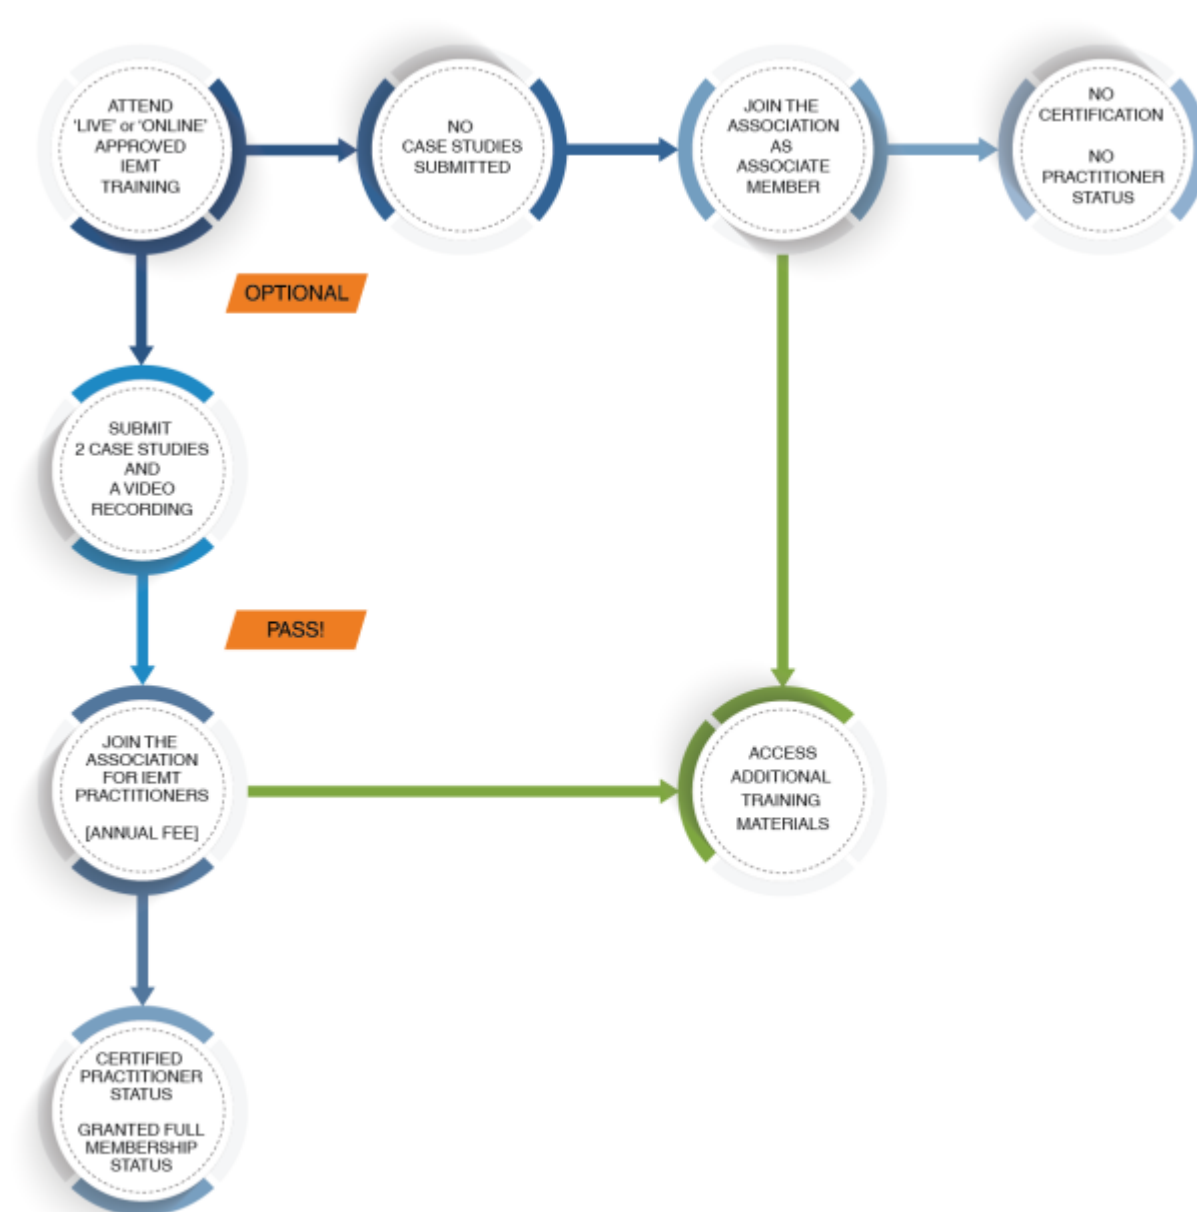 ATTEND
'LIVE' or 'ONLINE'
APPROVED
IEMT
TRAINING
NO
CASE STUDIES
SUBMITTED
JOIN THE
ASSOCIATION
AS
ASSOCIATE
MEMBER
NO
CERTIFICATION
NO
PRACTITIONER
STATUS
OPTIONAL
SUBMIT
2 CASE STUDIES
AND
A VIDEO
RECORDING
PASS!
JOIN THE
ASSOCIATION
FOR IEMT
PRACTITIONERS
[ANNUAL FEE]
ACCESS
ADDITIONAL
TRAINING
MATERIALS
CERTIFIED
PRACTITIONER
STATUS
GRANTED FULL
MEMBERSHIP
STATUS